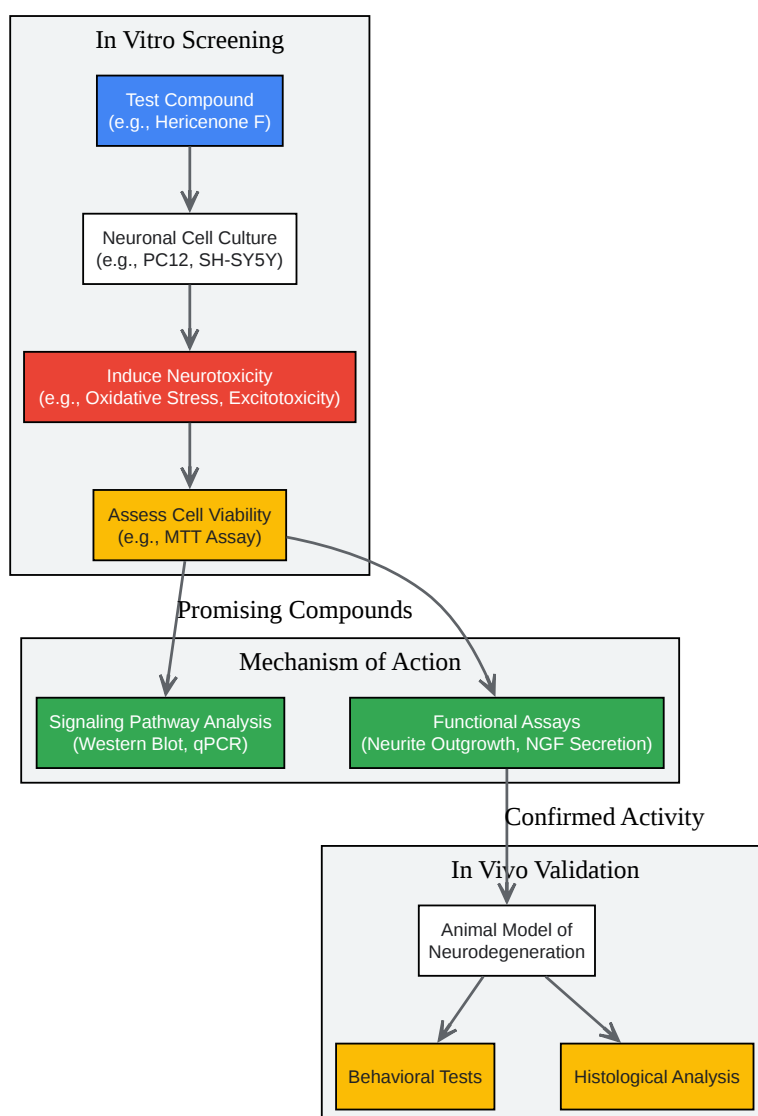 In Vitro Screening
Test Compound
(e.g., Hericenone F)
Neuronal Cell Culture
(e.g., PC12, SH-SY5Y)
Induce Neurotoxicity
(e.g., Oxidative Stress, Excitotoxicity)
Assess Cell Viability
(e.g., MTT Assay)
Promising Compounds
Mechanism of Action
Signaling Pathway Analysis
(Western Blot, qPCR)
Functional Assays
(Neurite Outgrowth, NGF Secretion)
Confirmed Activity
In Vivo Validation
Animal Model of
Neurodegeneration
Behavioral Tests
Histological Analysis